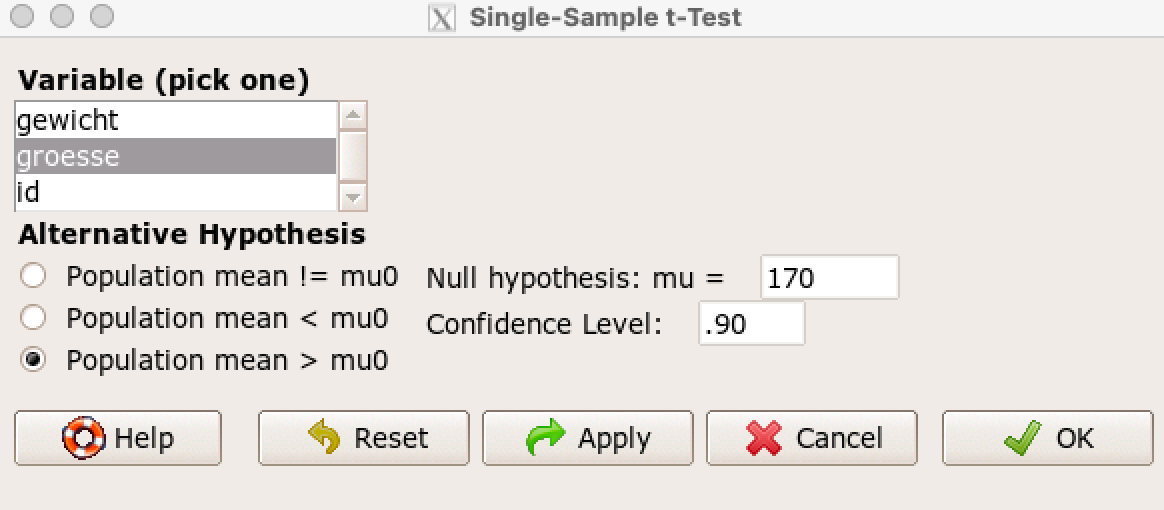 Single-Sample t-Test
Variable (pick one)
gewicht
groesse
id
Alternative Hypothesis
Population mean != mu0 Null hypothesis: mu = 170
Population mean < mu0 Confidence Level: .90
Population mean > mu0
Help Reset Apply Cancel OK